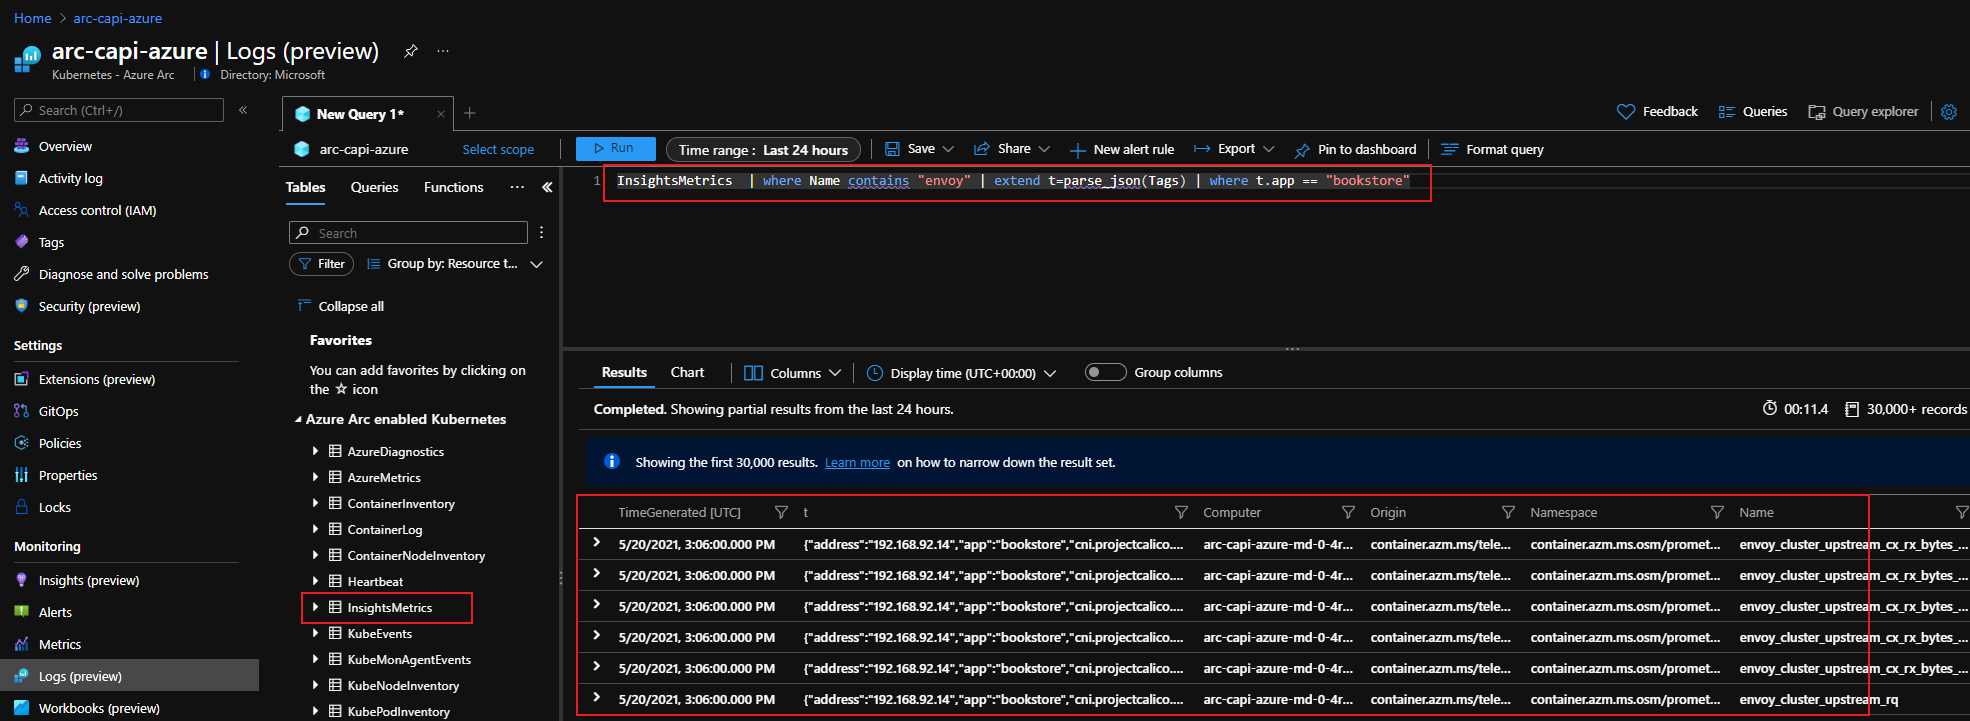 Home > arc-capi-azure
arc-capi-azure | Logs (preview) ...
Kubernetes - Azure Arc Directory: Microsoft
Search (Ctrl+/)
Overview
Activity log
Access control (IAM)
Tags
Diagnose and solve problems
Security (preview)
Settings
Extensions (preview)
GitOps
Policies
Properties
Locks
Monitoring
Insights (preview)
Alerts
Metrics
Logs (preview)
Workbooks (preview)
New Query 1*
Feedback Queries Query explorer
arc-capi-azure Select scope
Run Time range : Last 24 hours Save Share New alert rule Export Pin to dashboard Format query
Tables Queries Functions ...
Search
Filter Group by: Resource t...
Collapse all
Favorites
You can add favorites by clicking on
the ☆ icon
Azure Arc enabled Kubernetes
AzureDiagnostics
AzureMetrics
ContainerInventory
ContainerLog
ContainerNodeInventory
Heartbeat
InsightsMetrics
KubeEvents
KubeMonAgentEvents
KubeNodeInventory
KubePodInventory
1 InsightsMetrics | where Name contains "envoy" | extend t=parse_json(Tags) | where t.app == "bookstore"
Results Chart Columns Display time (UTC+00:00) Group columns
Completed. Showing partial results from the last 24 hours. 00:11.4 30,000+ records
Showing the first 30,000 results. Learn more on how to narrow down the result set.
TimeGenerated [UTC] t Computer Origin Namespace Name
5/20/2021, 3:06:00.000 PM {"address":"192.168.92.14","app":"bookstore","cni.projectcalico.... arc-capi-azure-md-0-4r... container.azm.ms/tele... container.azm.ms.osm/promet... envoy_cluster_upstream_cx_rx_bytes_...
5/20/2021, 3:06:00.000 PM {"address":"192.168.92.14","app":"bookstore","cni.projectcalico.... arc-capi-azure-md-0-4r... container.azm.ms/tele... container.azm.ms.osm/promet... envoy_cluster_upstream_cx_rx_bytes_...
5/20/2021, 3:06:00.000 PM {"address":"192.168.92.14","app":"bookstore","cni.projectcalico.... arc-capi-azure-md-0-4r... container.azm.ms/tele... container.azm.ms.osm/promet... envoy_cluster_upstream_cx_rx_bytes_...
5/20/2021, 3:06:00.000 PM {"address":"192.168.92.14","app":"bookstore","cni.projectcalico.... arc-capi-azure-md-0-4r... container.azm.ms/tele... container.azm.ms.osm/promet... envoy_cluster_upstream_cx_rx_bytes_...
5/20/2021, 3:06:00.000 PM {"address":"192.168.92.14","app":"bookstore","cni.projectcalico.... arc-capi-azure-md-0-4r... container.azm.ms/tele... container.azm.ms.osm/promet... envoy_cluster_upstream_cx_rx_bytes_...
5/20/2021, 3:06:00.000 PM {"address":"192.168.92.14","app":"bookstore","cni.projectcalico.... arc-capi-azure-md-0-4r... container.azm.ms/tele... container.azm.ms.osm/promet... envoy_cluster_upstream_rq